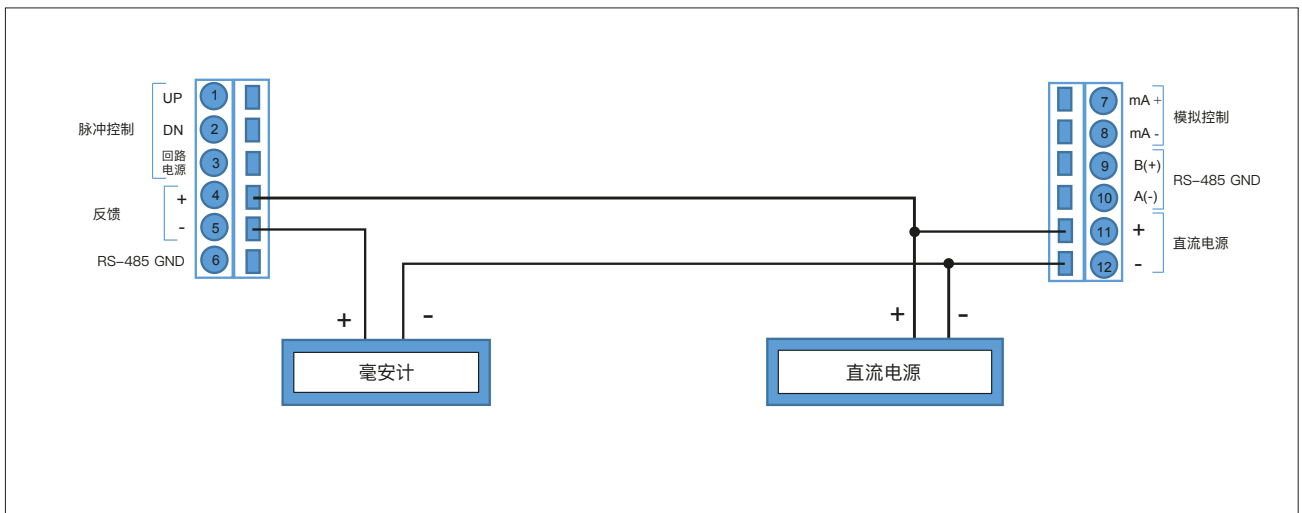 脉冲控制
UP
1
DN
2
回路
电源
3
反馈
+
4
-
5
RS-485 GND
6
7
mA +
8
mA -
模拟控制
9
B(+)
10
A(-)
RS-485 GND
11
+
12
-
直流电源
+
-
毫安计
+
-
直流电源